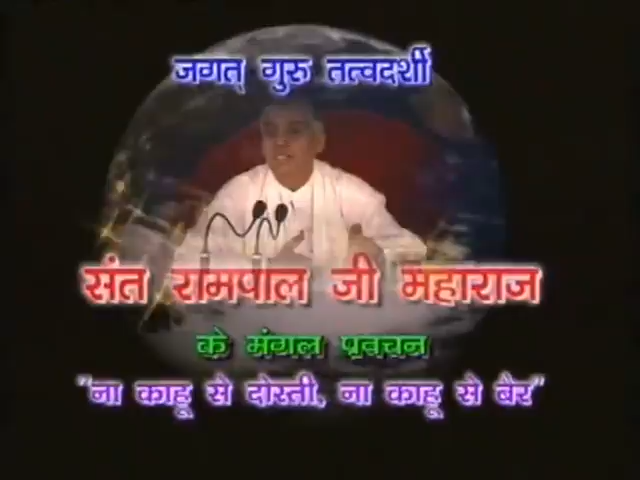 जगत् गुरु तत्वदर्शी
संत रामपाल जी महाराज
के मंगल प्रवचन
"ना काहू से दोस्ती, ना काहू से बैर"